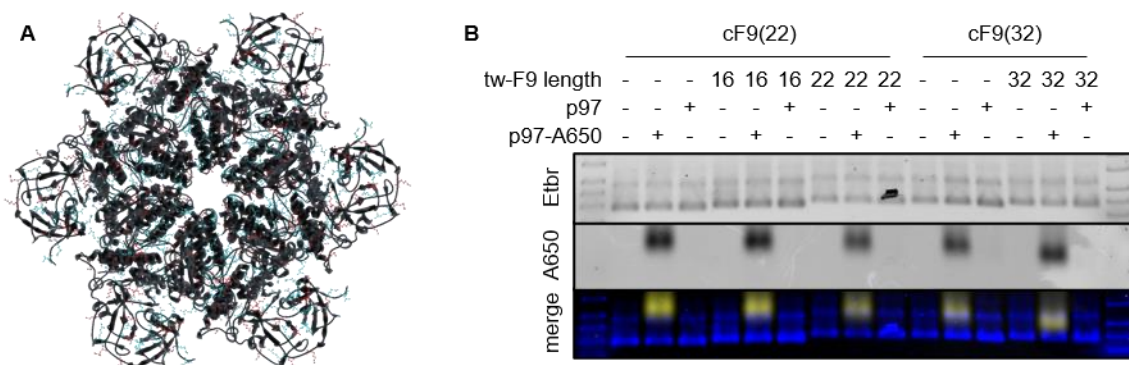 A
B
cF9(22) cF9(32)
tw-F9 length - - - 16 16 16 22 22 22 - - - 32 32 32
p97 - - + - - + - - + - - + - - +
p97-A650 - + - - + - - + - - + - - + -
Etbr
A650
merge